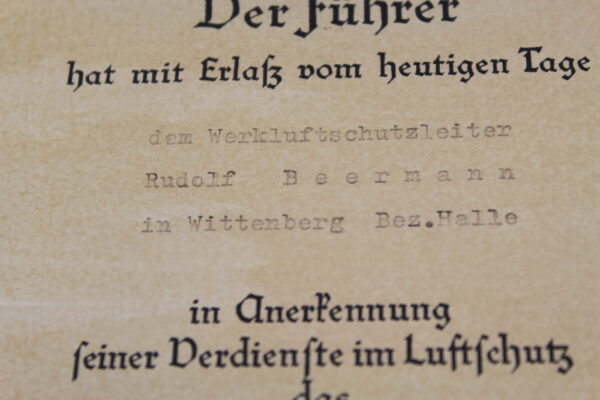 Der Führer
hat mit Erlaß vom heutigen Tage
dem Werkluftschutzleiter
Rudolf B e e r m a n n
in Wittenberg Bez.Halle
in Anerkennung
seiner Verdienste im Luftschutz
das